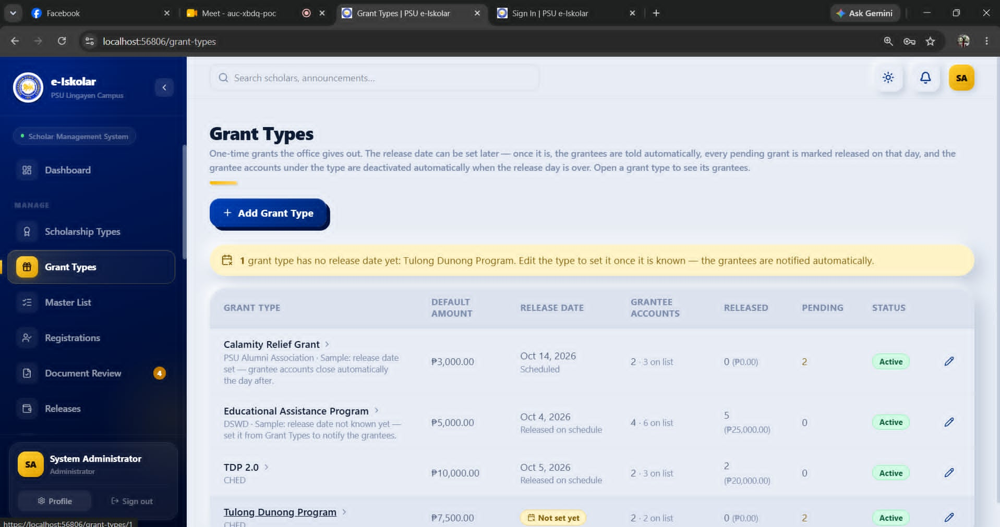 Facebook
Meet - auc-xbdq-poc
Grant Types | PSU e-Iskolar
Sign In | PSU e-Iskolar
Ask Gemini
localhost:56806/grant-types
e-Iskolar
PSU Lingayen Campus
Scholar Management System
Dashboard
MANAGE
Scholarship Types
Grant Types
Master List
Registrations
Document Review
4
Releases
SA
System Administrator
Administrator
Profile
Sign out
https://localhost:56806/grant-types/1
Search scholars, announcements...
SA
Grant Types
One-time grants the office gives out. The release date can be set later — once it is, the grantees are told automatically, every pending grant is marked released on that day, and the
grantee accounts under the type are deactivated automatically when the release day is over. Open a grant type to see its grantees.
+ Add Grant Type
1 grant type has no release date yet: Tulong Dunong Program. Edit the type to set it once it is known — the grantees are notified automatically.
GRANT TYPE
DEFAULT
AMOUNT
RELEASE DATE
GRANTEE
ACCOUNTS
RELEASED
PENDING
STATUS
Calamity Relief Grant
PSU Alumni Association · Sample: release date
set — grantee accounts close automatically
the day after.
₱3,000.00
Oct 14, 2026
Scheduled
2 · 3 on list
0 (₱0.00)
2
Active
Educational Assistance Program
DSWD · Sample: release date not known yet —
set it from Grant Types to notify the grantees.
₱5,000.00
Oct 4, 2026
Released on schedule
4 · 6 on list
5
(₱25,000.00)
0
Active
TDP 2.0
CHED
₱10,000.00
Oct 5, 2026
Released on schedule
2 · 3 on list
2
(₱20,000.00)
0
Active
Tulong Dunong Program
CHED
₱7,500.00
Not set yet
2 · 2 on list
0 (₱0.00)
2
Active